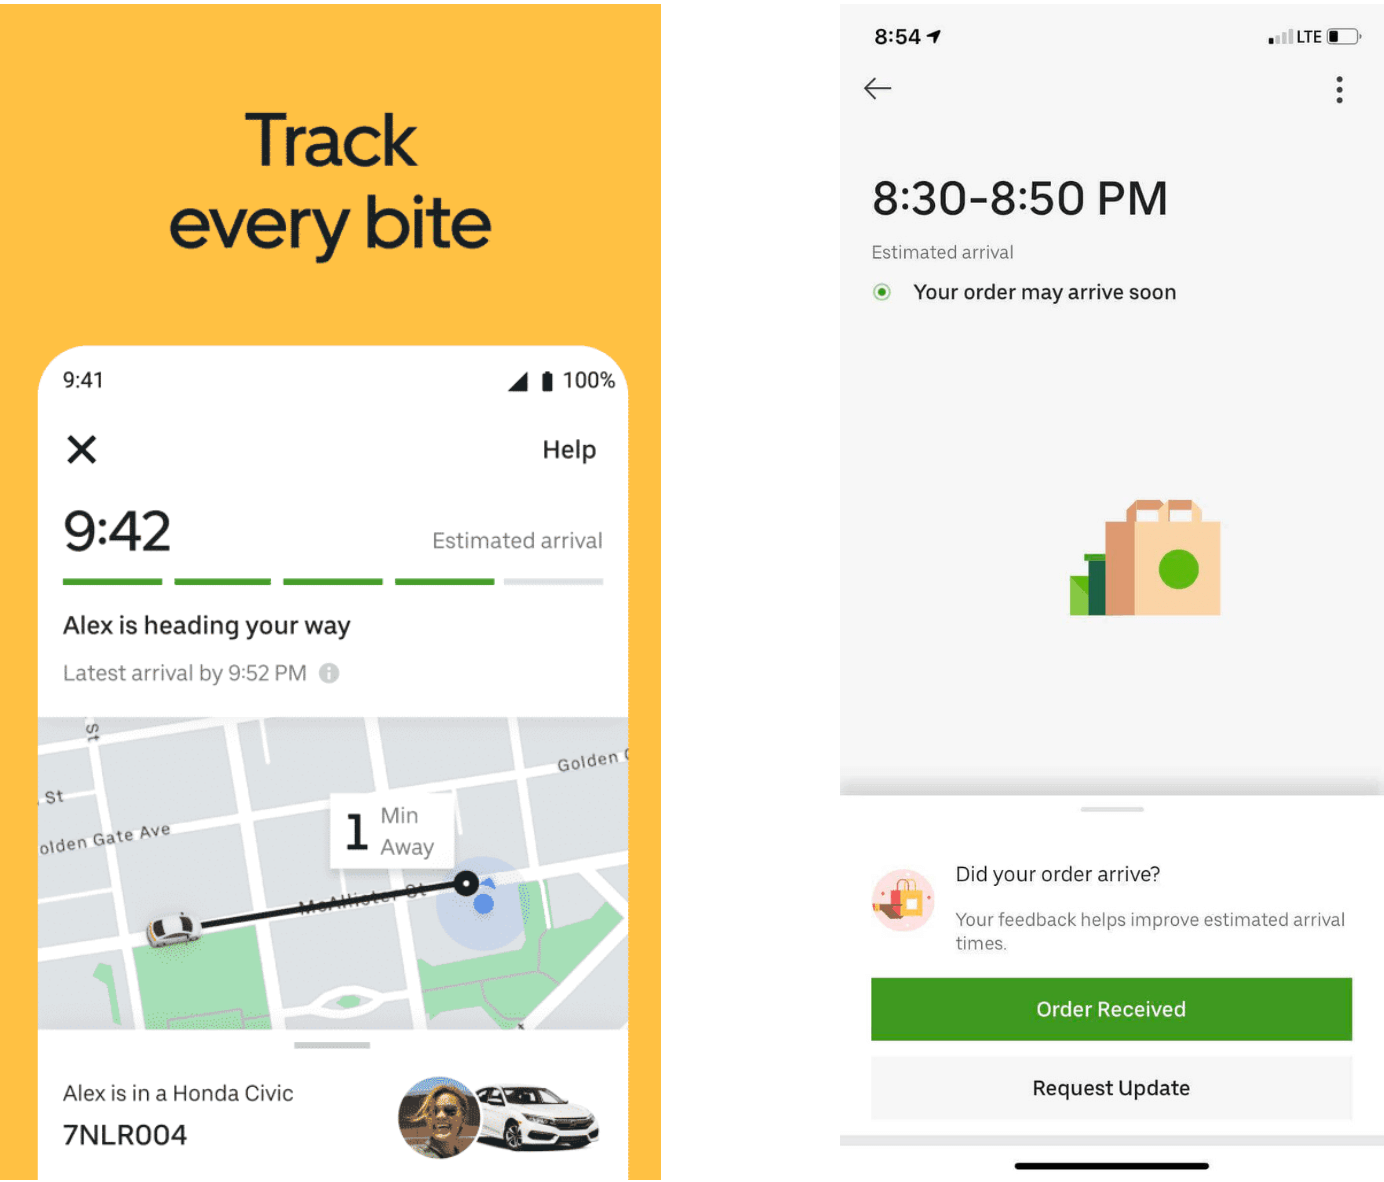 Track
every bite
9:41
100%
Help
9:42
Estimated arrival
Alex is heading your way
Latest arrival by 9:52 PM
St
St
Golden
olden Gate Ave
1 Min
Away
McAllister St
Alex is in a Honda Civic
7NLR004
8:54
LTE
8:30-8:50 PM
Estimated arrival
Your order may arrive soon
Did your order arrive?
Your feedback helps improve estimated arrival
times.
Order Received
Request Update